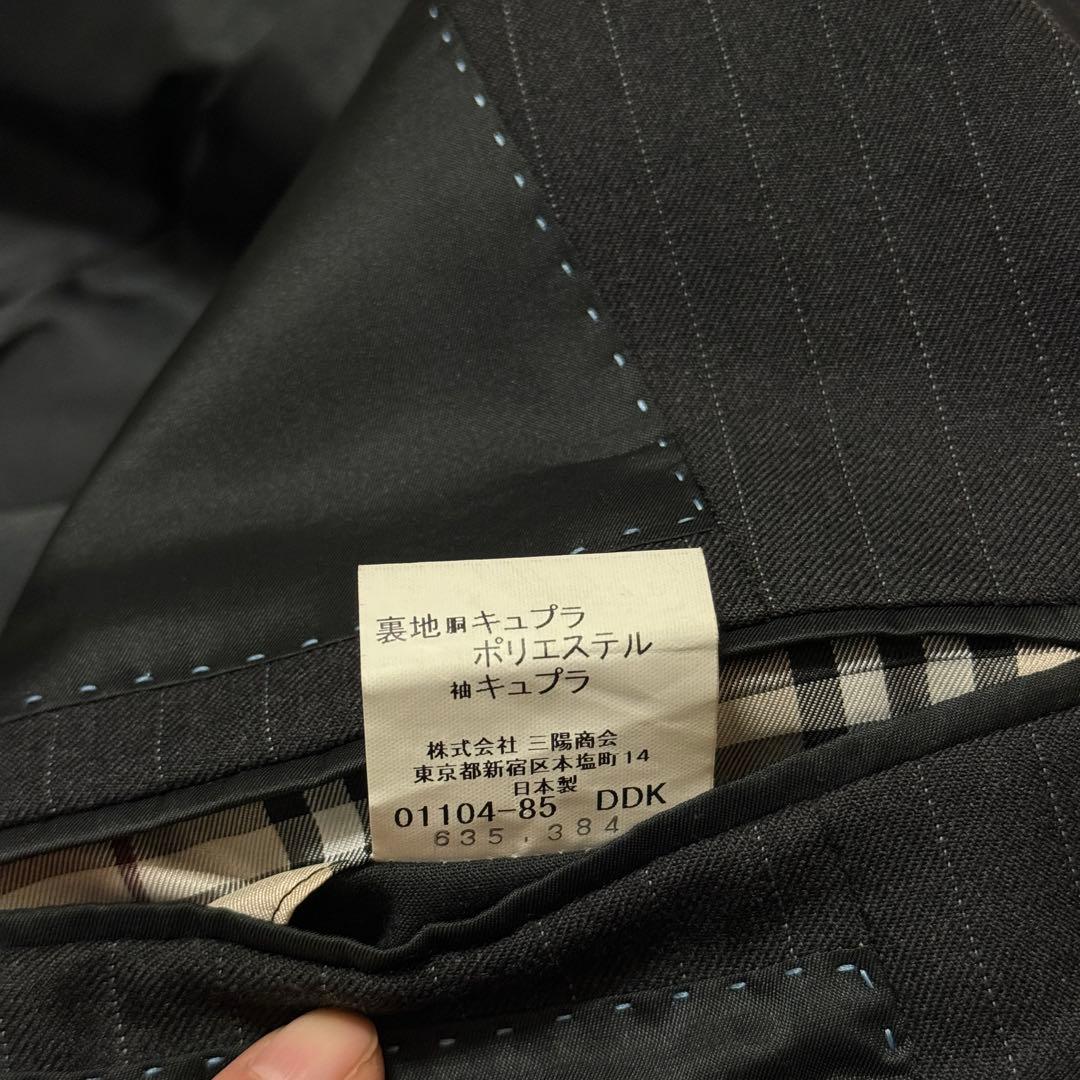 裏地胴キュプラ
ポリエステル
袖キュプラ
株式会社 三陽商会
東京都新宿区本塩町14
日本製
01104-85 DDK
635.384